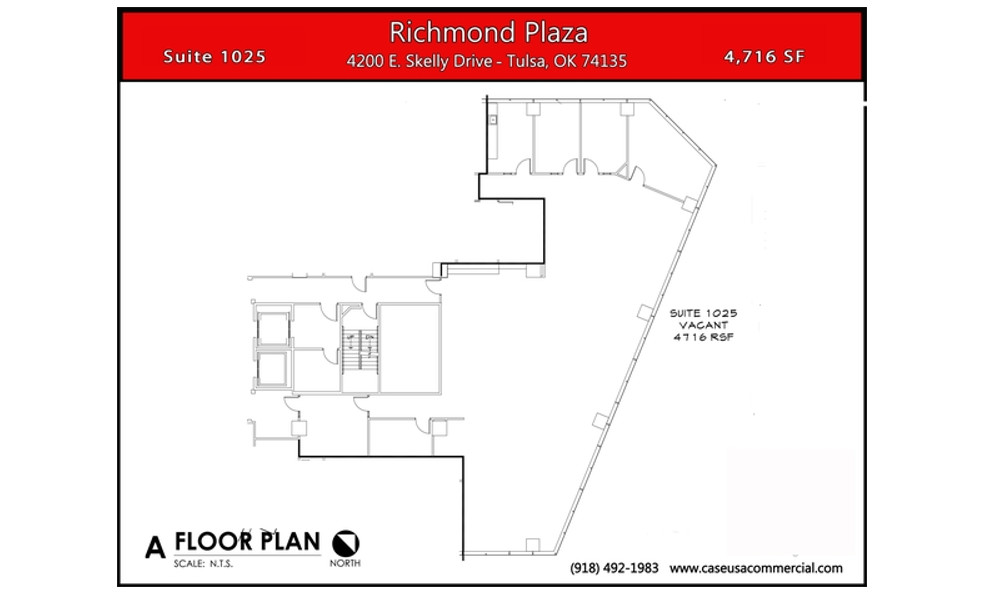 Richmond Plaza
Suite 1025
4200 E. Skelly Drive - Tulsa, OK 74135
4,716 SF
SUITE 1025
VACANT
4716 RSF
A
FLOOR PLAN
SCALE: N.T.S.
NORTH
(918) 492-1983 www.caseusacommercial.com